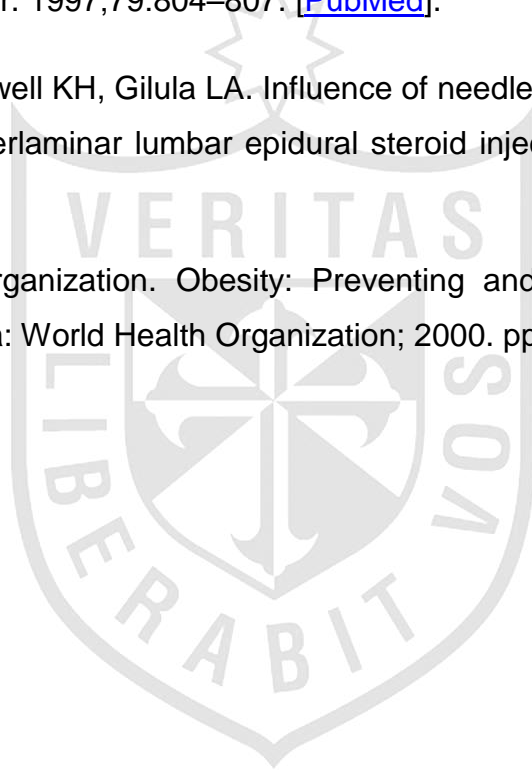 1997;79:804–807. [PubMed].
well KH, Gilula LA. Influence of needle
erlaminar lumbar epidural steroid injec
VERITAS
rganization. Obesity: Preventing and
: World Health Organization; 2000. pp
LIBERABIT VOS